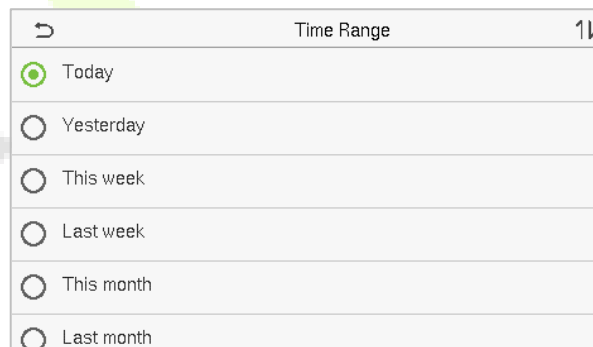 Time Range
Today
Yesterday
This week
Last week
This month
Last month